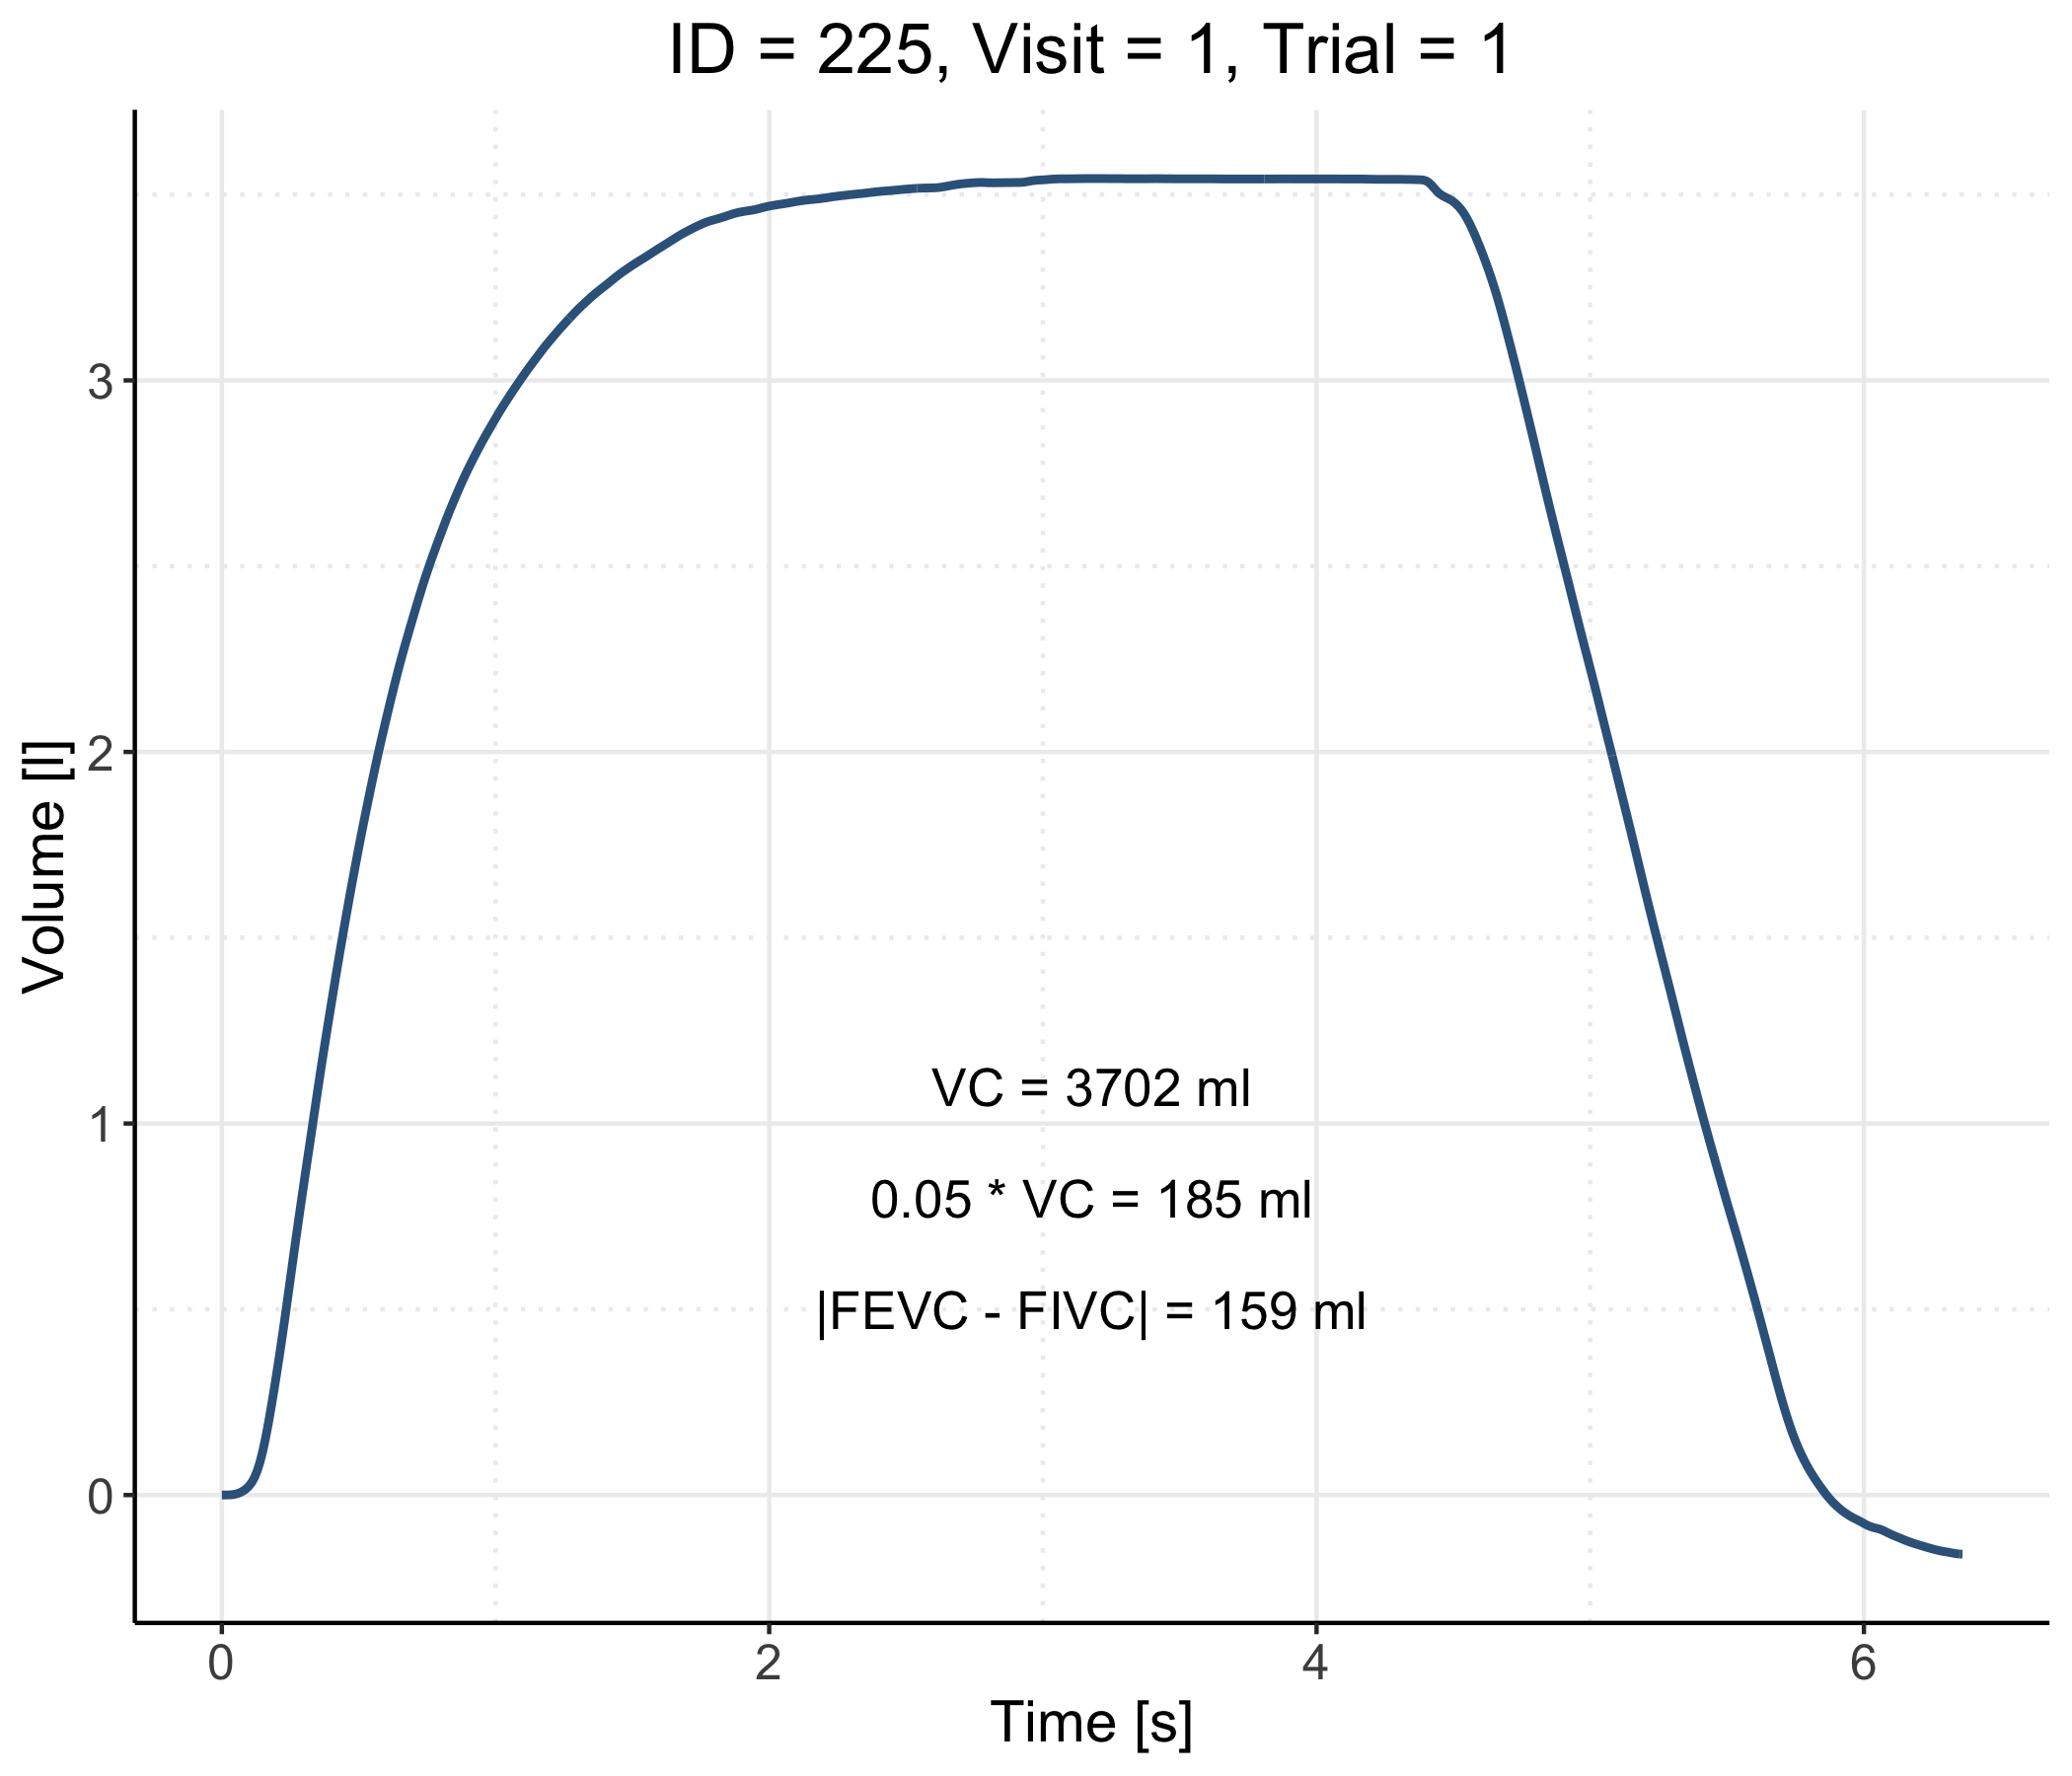 ID = 225, Visit = 1, Trial = 1
Volume [l]
3
2
1
0
VC = 3702 ml
0.05 * VC = 185 ml
|FEVC - FIVC| = 159 ml
0 2 4 6
Time [s]